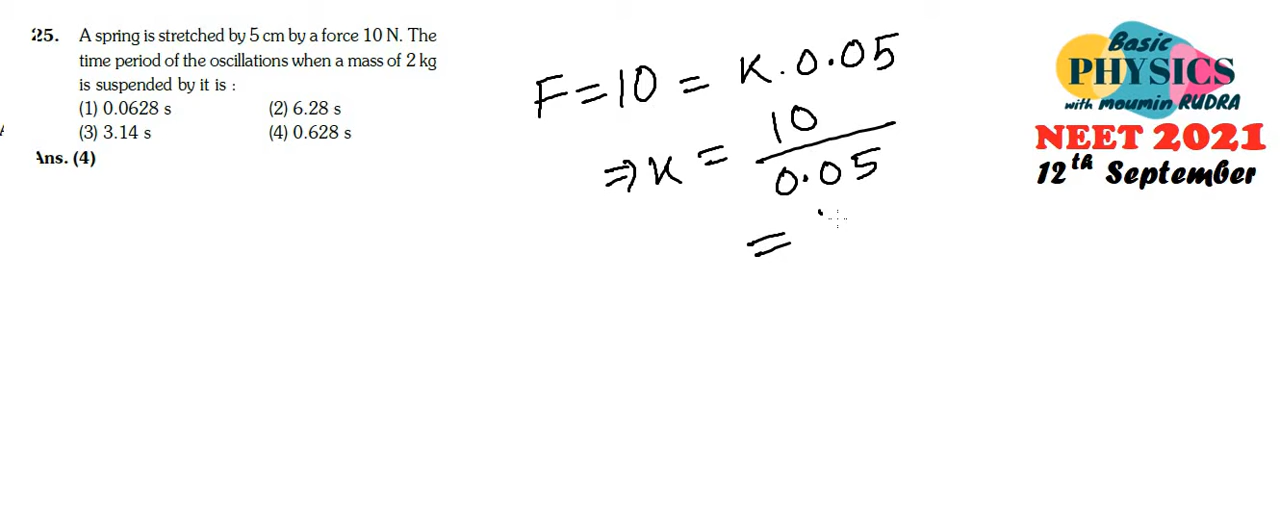 25. A spring is stretched by 5 cm by a force 10 N. The
time period of the oscillations when a mass of 2 kg
is suspended by it is :
(1) 0.0628 s (2) 6.28 s
(3) 3.14 s (4) 0.628 s
Ans. (4)
F = 10 = K . 0.05
⇒ K = 10 / 0.05
=
Basic
PHYSICS
with moumin RUDRA
NEET 2021
12th September